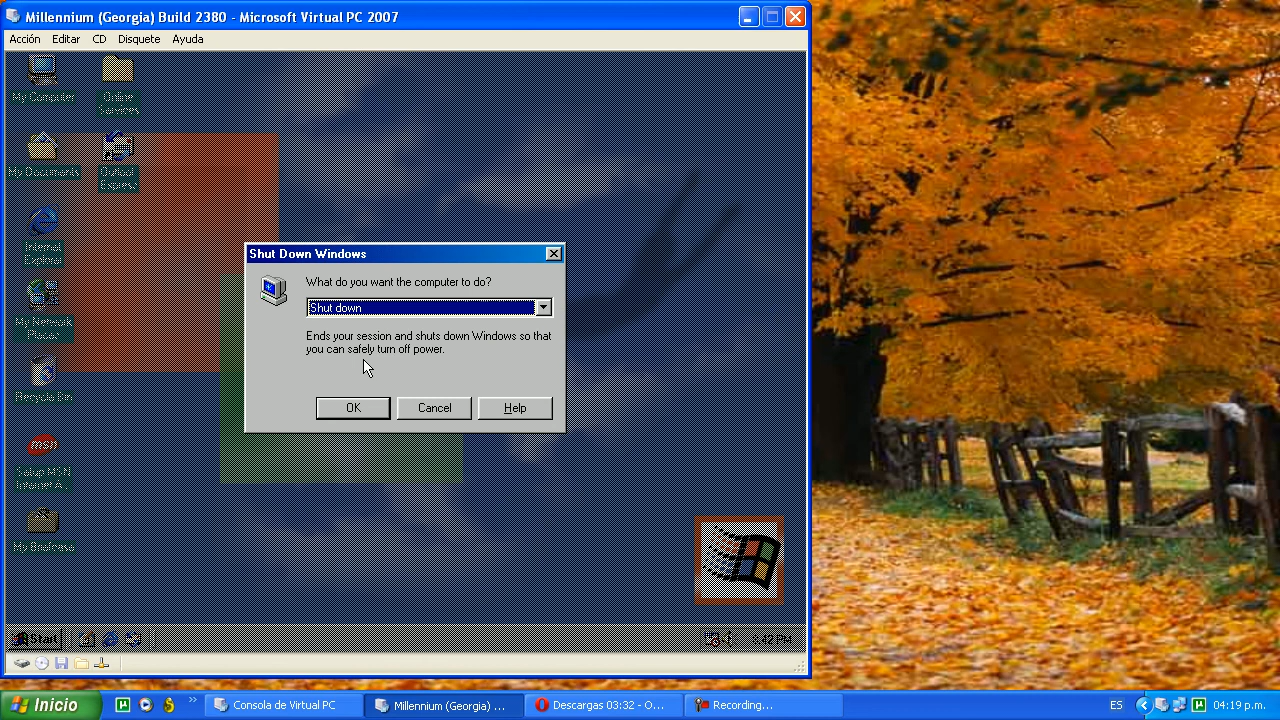 Millennium (Georgia) Build 2380 - Microsoft Virtual PC 2007
Acción Editar CD Disquete Ayuda
My Computer
Online
Services
My Documents
Outlook
Express
Internet
Explorer
My Network
Places
Recycle Bin
Setup MSN
Internet A...
My Briefcase
Shut Down Windows
What do you want the computer to do?
Shut down
Ends your session and shuts down Windows so that
you can safely turn off power.
OK Cancel Help
Start
Inicio
Consola de Virtual PC
Millennium (Georgia) ...
Descargas 03:32 - O...
Recording...
ES
04:19 p.m.